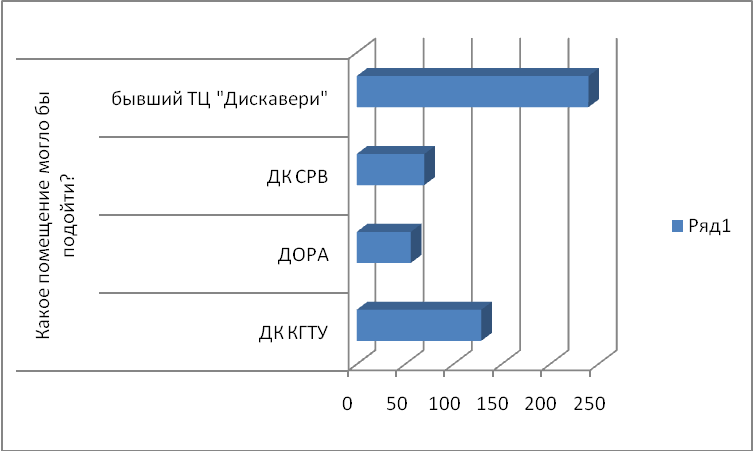 Какое помещение могло бы
подойти?
бывший ТЦ "Дискавери"
ДК СРВ
ДОРА
ДК КГТУ
0 50 100 150 200 250
Ряд1